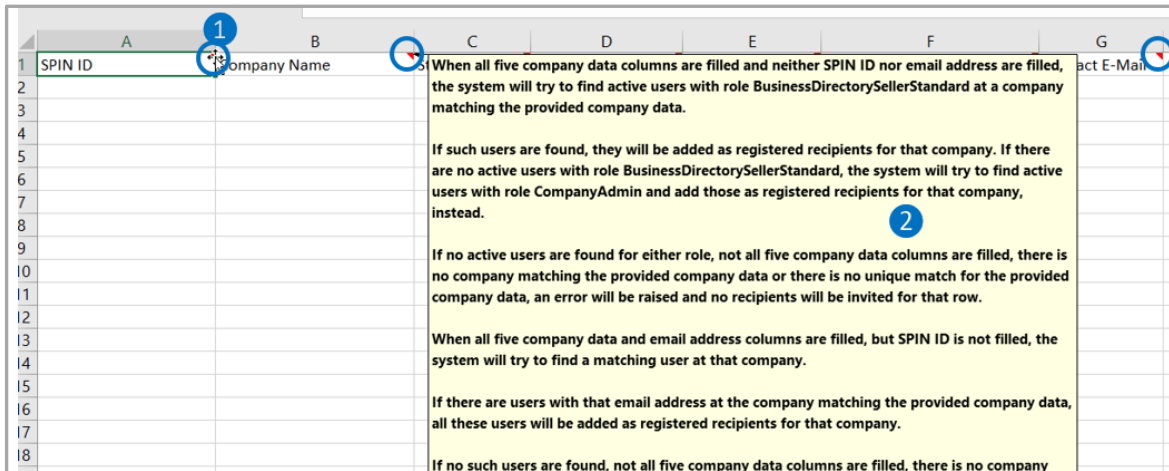 1
A B C D E F G
1 SPIN ID Company Name St act E-Mail
When all five company data columns are filled and neither SPIN ID nor email address are filled,
the system will try to find active users with role BusinessDirectorySellerStandard at a company
matching the provided company data.
If such users are found, they will be added as registered recipients for that company. If there
are no active users with role BusinessDirectorySellerStandard, the system will try to find active
users with role CompanyAdmin and add those as registered recipients for that company,
instead.
2
If no active users are found for either role, not all five company data columns are filled, there is
no company matching the provided company data or there is no unique match for the provided
company data, an error will be raised and no recipients will be invited for that row.
When all five company data and email address columns are filled, but SPIN ID is not filled, the
system will try to find a matching user at that company.
If there are users with that email address at the company matching the provided company data,
all these users will be added as registered recipients for that company.
If no such users are found, not all five company data columns are filled, there is no company
2
3
4
5
6
7
8
9
10
11
12
13
14
15
16
17
18